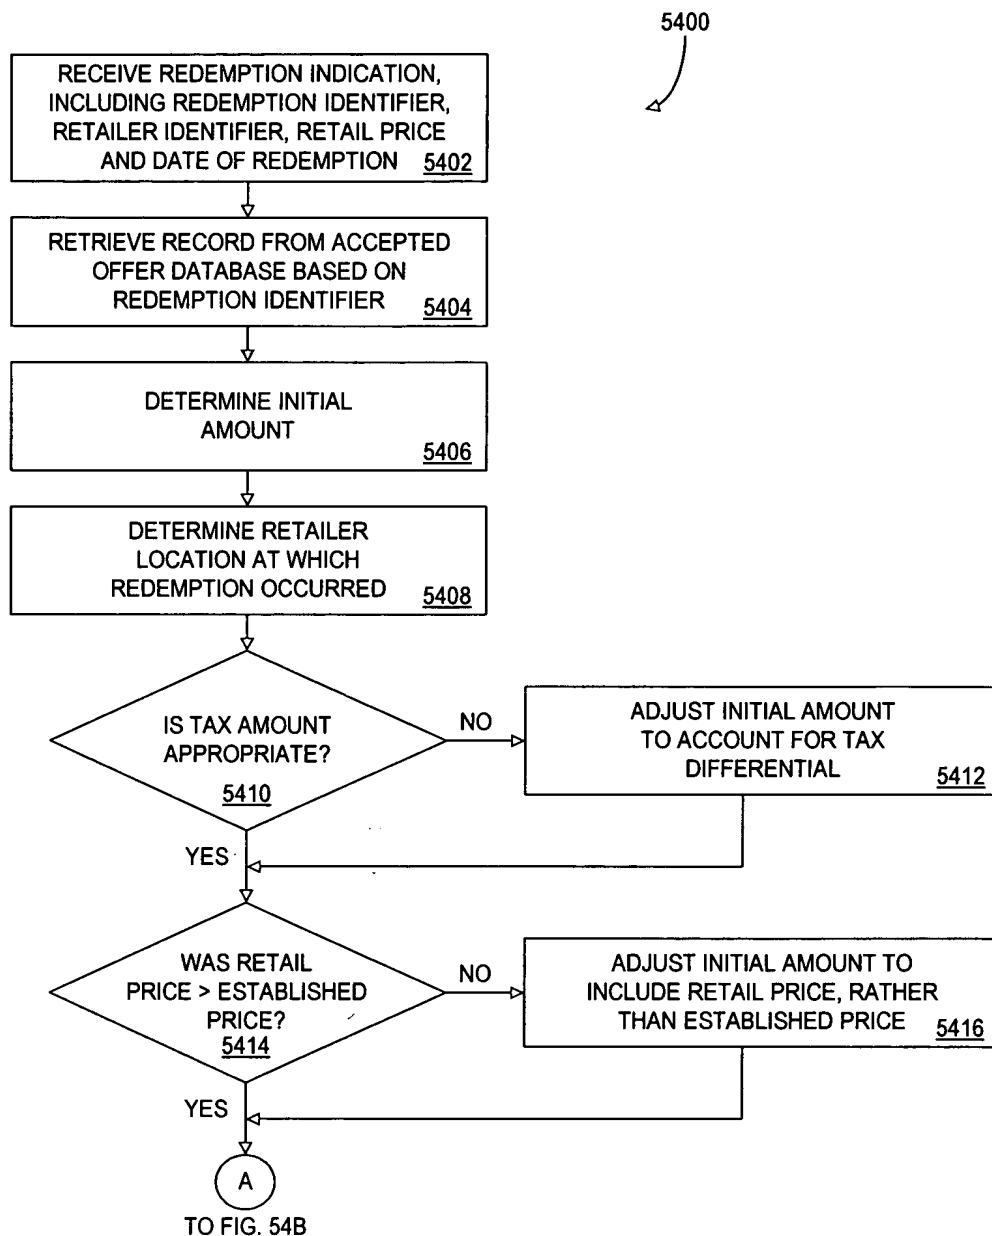 5400
RECEIVE REDEMPTION INDICATION,
INCLUDING REDEMPTION IDENTIFIER,
RETAILER IDENTIFIER, RETAIL PRICE
AND DATE OF REDEMPTION
5402
RETRIEVE RECORD FROM ACCEPTED
OFFER DATABASE BASED ON
REDEMPTION IDENTIFIER
5404
DETERMINE INITIAL
AMOUNT
5406
DETERMINE RETAILER
LOCATION AT WHICH
REDEMPTION OCCURRED
5408
IS TAX AMOUNT
APPROPRIATE?
5410
NO
ADJUST INITIAL AMOUNT
TO ACCOUNT FOR TAX
DIFFERENTIAL
5412
YES
WAS RETAIL
PRICE > ESTABLISHED
PRICE?
5414
NO
ADJUST INITIAL AMOUNT TO
INCLUDE RETAIL PRICE, RATHER
THAN ESTABLISHED PRICE
5416
YES
A
TO FIG. 54B